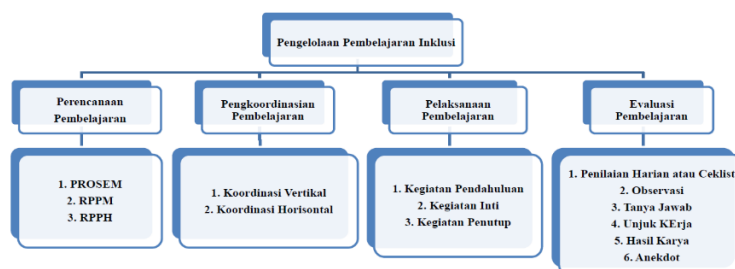 Pengelolaan Pembelajaran Inklusi
Perencanaan
Pembelajaran
Pengkoordinasian
Pembelajaran
Pelaksanaan
Pembelajaran
Evaluasi
Pembelajaran
1. PROSEM
2. RPPM
3. RPPH
1. Koordinasi Vertikal
2. Koordinasi Horisontal
1. Kegiatan Pendahuluan
2. Kegiatan Inti
3. Kegiatan Penutup
1. Penilaian Harian atau Ceklist
2. Observasi
3. Tanya Jawab
4. Unjuk KErja
5. Hasil Karya
6. Anekdot